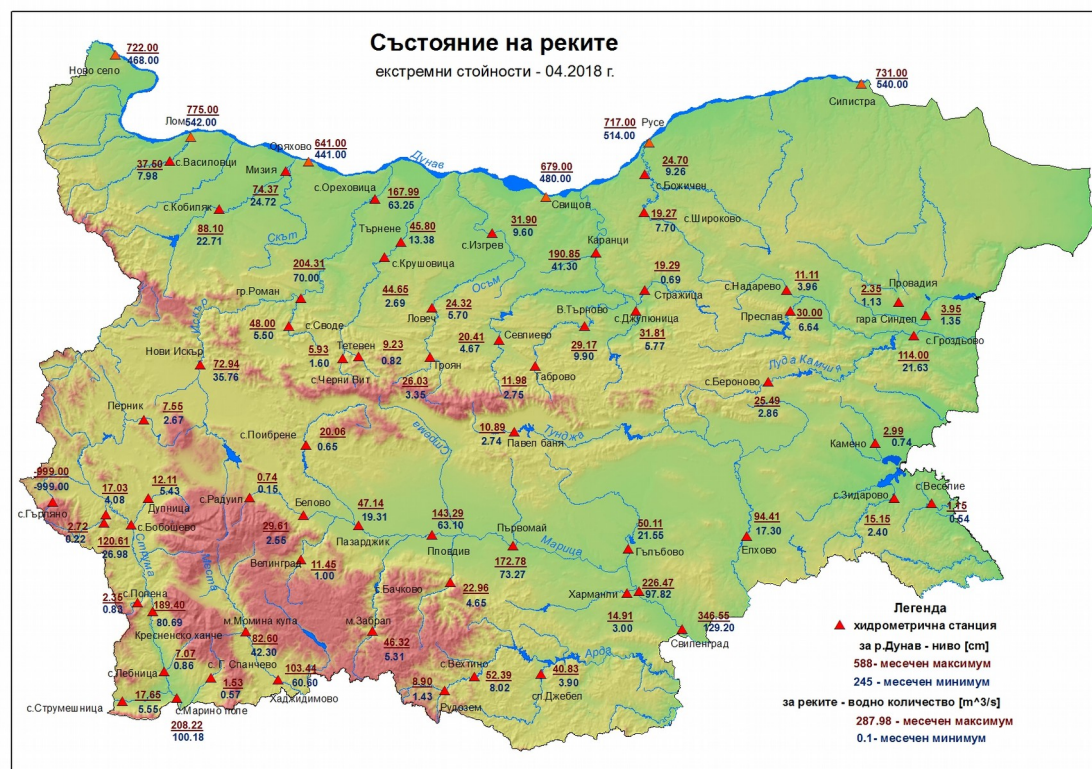 Състояние на реките
екстремни стойности - 04.2018 г.
722.00
468.00
Ново село
731.00
540.00
Силистра
775.00
542.00
Лом
717.00
514.00
Русе
641.00
441.00
Оряхово
Дунав
679.00
480.00
Свищов
37.50
7.98
с.Василовци
Мизия
74.37
24.72
24.70
9.26
с.Божичен
с.Ореховица
167.99
63.25
с.Кобиляк
88.10
22.71
Скът
19.27
7.70
с.Широково
Търнене
45.80
13.38
31.90
9.60
с.Изгрев
с.Крушовица
Каранци
190.85
41.30
204.31
70.00
гр.Роман
44.65
2.69
Осъм
19.29
0.69
Стражица
с.Надарево
11.11
3.96
Провадия
2.35
1.13
24.32
5.70
Ловеч
Искър
48.00
5.50
с.Своде
В.Търново
29.17
9.90
с.Джулюница
31.81
5.77
Преслав
30.00
6.64
гара Синдел
3.95
1.35
с.Гроздьово
114.00
21.63
Севлиево
20.41
4.67
Тетевен
9.23
0.82
5.93
1.60
с.Черни Вит
Нови Искър
72.94
35.76
Троян
26.03
3.35
Габрово
11.98
2.75
Луда Камчия
с.Бероново
25.49
2.86
Перник
7.55
2.67
с.Поибрене
20.06
0.65
Стряма
10.89
2.74
Павел баня
Тунджа
Камено
2.99
0.74
-999.00
-999.00
с.Гърляно
17.03
4.08
12.11
5.43
Дупница
с.Радуил
0.74
0.15
Белово
29.61
2.55
47.14
19.31
Пазарджик
143.29
63.10
Пловдив
Първомай
172.78
73.27
Марица
50.11
21.55
Гълъбово
94.41
17.30
Елхово
с.Зидарово
15.15
2.40
с.Веселие
1.15
0.54
2.72
0.22
с.Бобошево
120.61
26.98
Струма
Места
Велинград
11.45
1.00
с.Бачково
22.96
4.65
Харманли
14.91
3.00
226.47
97.82
346.55
129.20
Свиленград
с.Полена
2.35
0.83
189.40
80.69
Кресненско ханче
м.Момина кула
82.60
42.30
м.Забрал
46.32
5.31
7.07
0.86
с.Лебница
с. Г. Спанчево
1.53
0.57
103.44
60.60
Хаджидимово
с.Вехтино
52.39
8.02
8.90
1.43
Рудозем
Арда
40.83
3.90
сп.Джебел
17.65
5.55
с.Струмешница
с.Марино поле
208.22
100.18
Легенда
хидрометрична станция
за р.Дунав - ниво [cm]
588- месечен максимум
245 - месечен минимум
за реките - водно количество [m^3/s]
287.98 - месечен максимум
0.1- месечен минимум